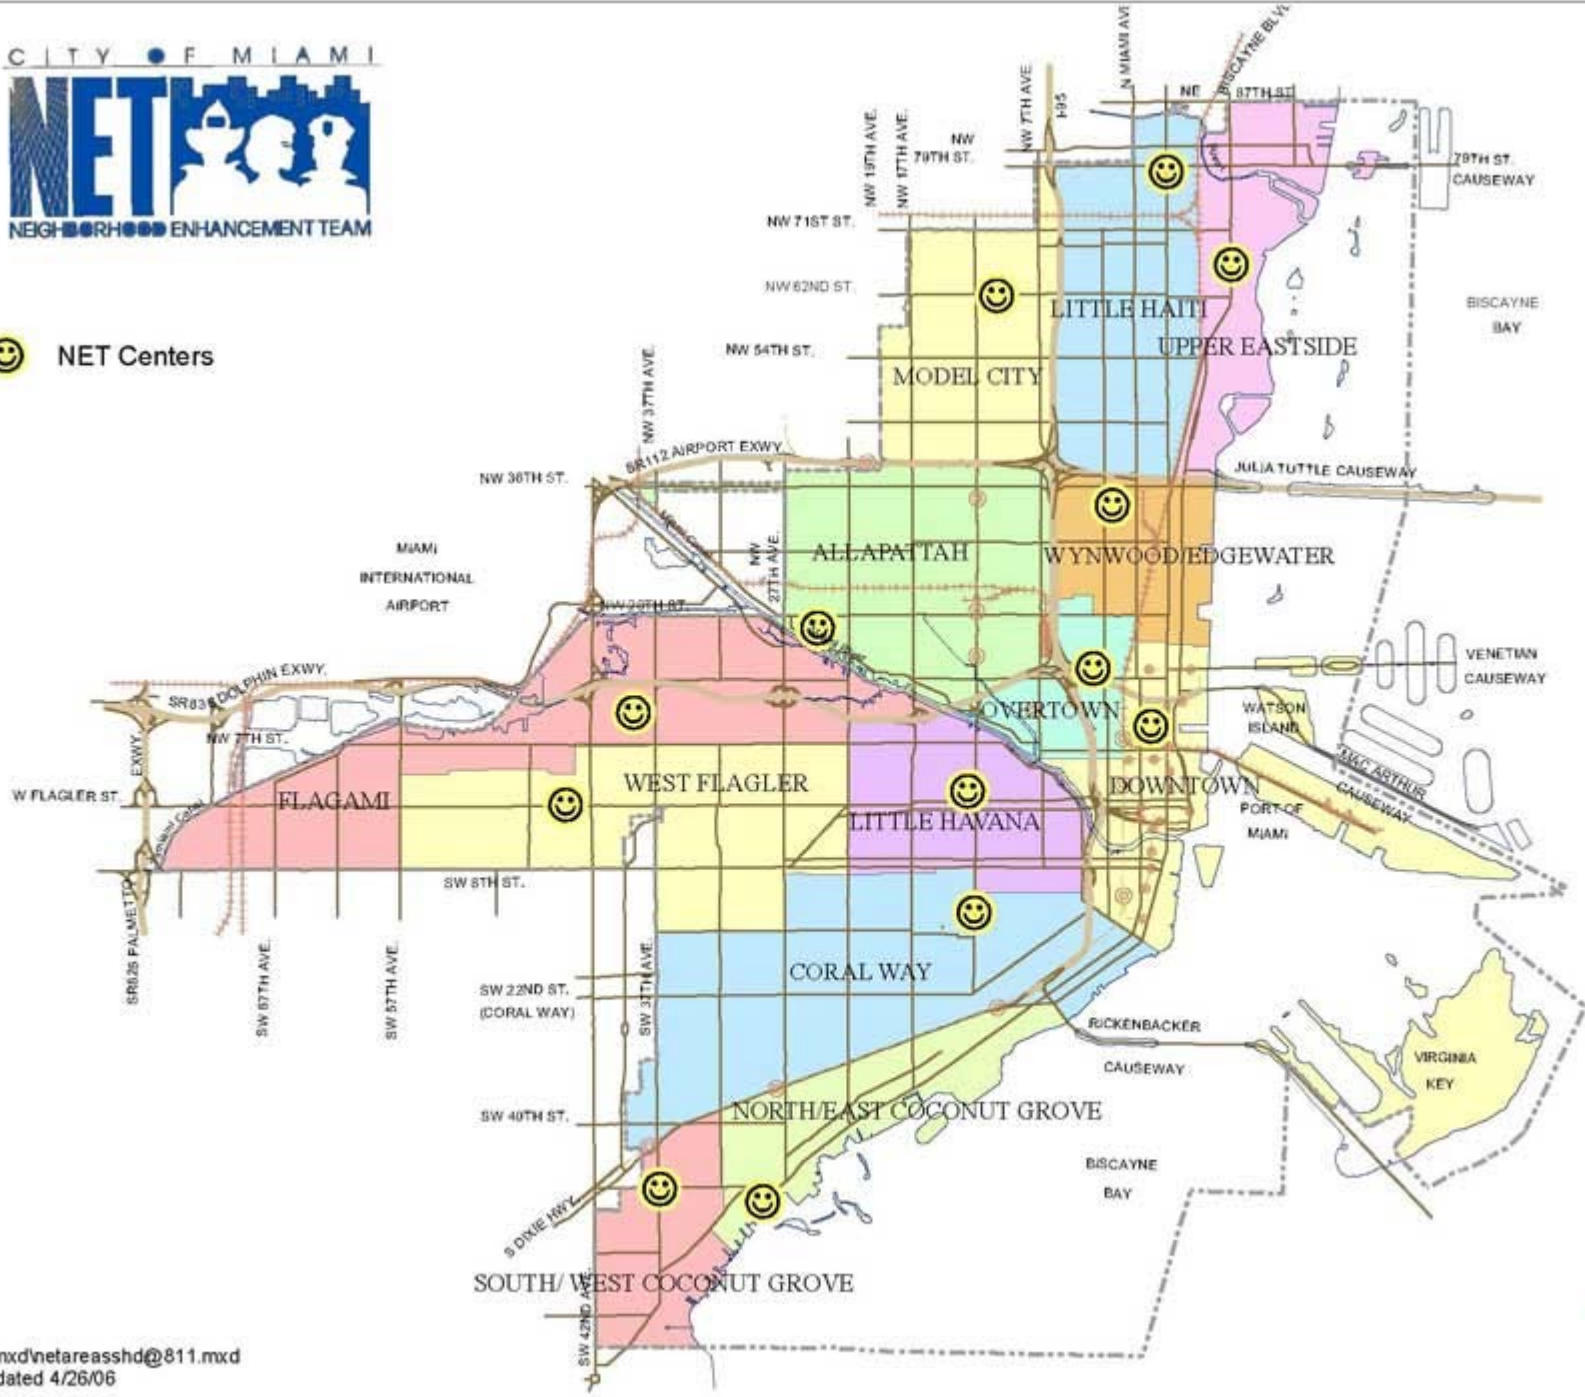 CITY OF MIAMI
NET
NEIGHBORHOOD ENHANCEMENT TEAM
NET Centers
N MIAMI AVE
BISCAYNE BLVD
NW 7TH AVE.
I-95
NE 87TH ST
NW 19TH AVE.
NW 17TH AVE.
NW
79TH ST.
79TH ST.
CAUSEWAY
NW 71ST ST.
NW 62ND ST.
LITTLE HAITI
BISCAYNE
BAY
UPPER EASTSIDE
NW 54TH ST.
MODEL CITY
NW 37TH AVE.
SR112 AIRPORT EXWY
NW 36TH ST.
JULIA TUTTLE CAUSEWAY
MIAMI
INTERNATIONAL
AIRPORT
NW
27TH AVE.
ALLAPATTAH
WYNWOOD/EDGEWATER
NW 20TH ST.
VENETIAN
CAUSEWAY
SR836 DOLPHIN EXWY.
OVERTOWN
WATSON
ISLAND
NW 7TH ST.
EXWY.
MAC ARTHUR
CAUSEWAY
W FLAGLER ST.
FLAGAMI
WEST FLAGLER
LITTLE HAVANA
DOWNTOWN
PORT OF
MIAMI
Tamiami Canal
SW 8TH ST.
SR826 PALMETTO
SW 67TH AVE.
SW 57TH AVE.
SW 37TH AVE.
CORAL WAY
SW 22ND ST.
(CORAL WAY)
RICKENBACKER
CAUSEWAY
VIRGINIA
KEY
SW 40TH ST.
NORTH/EAST COCONUT GROVE
BISCAYNE
BAY
S DIXIE HWY.
SOUTH/ WEST COCONUT GROVE
SW 42ND AVE.
mxd\netareasshd@811.mxd
dated 4/26/06